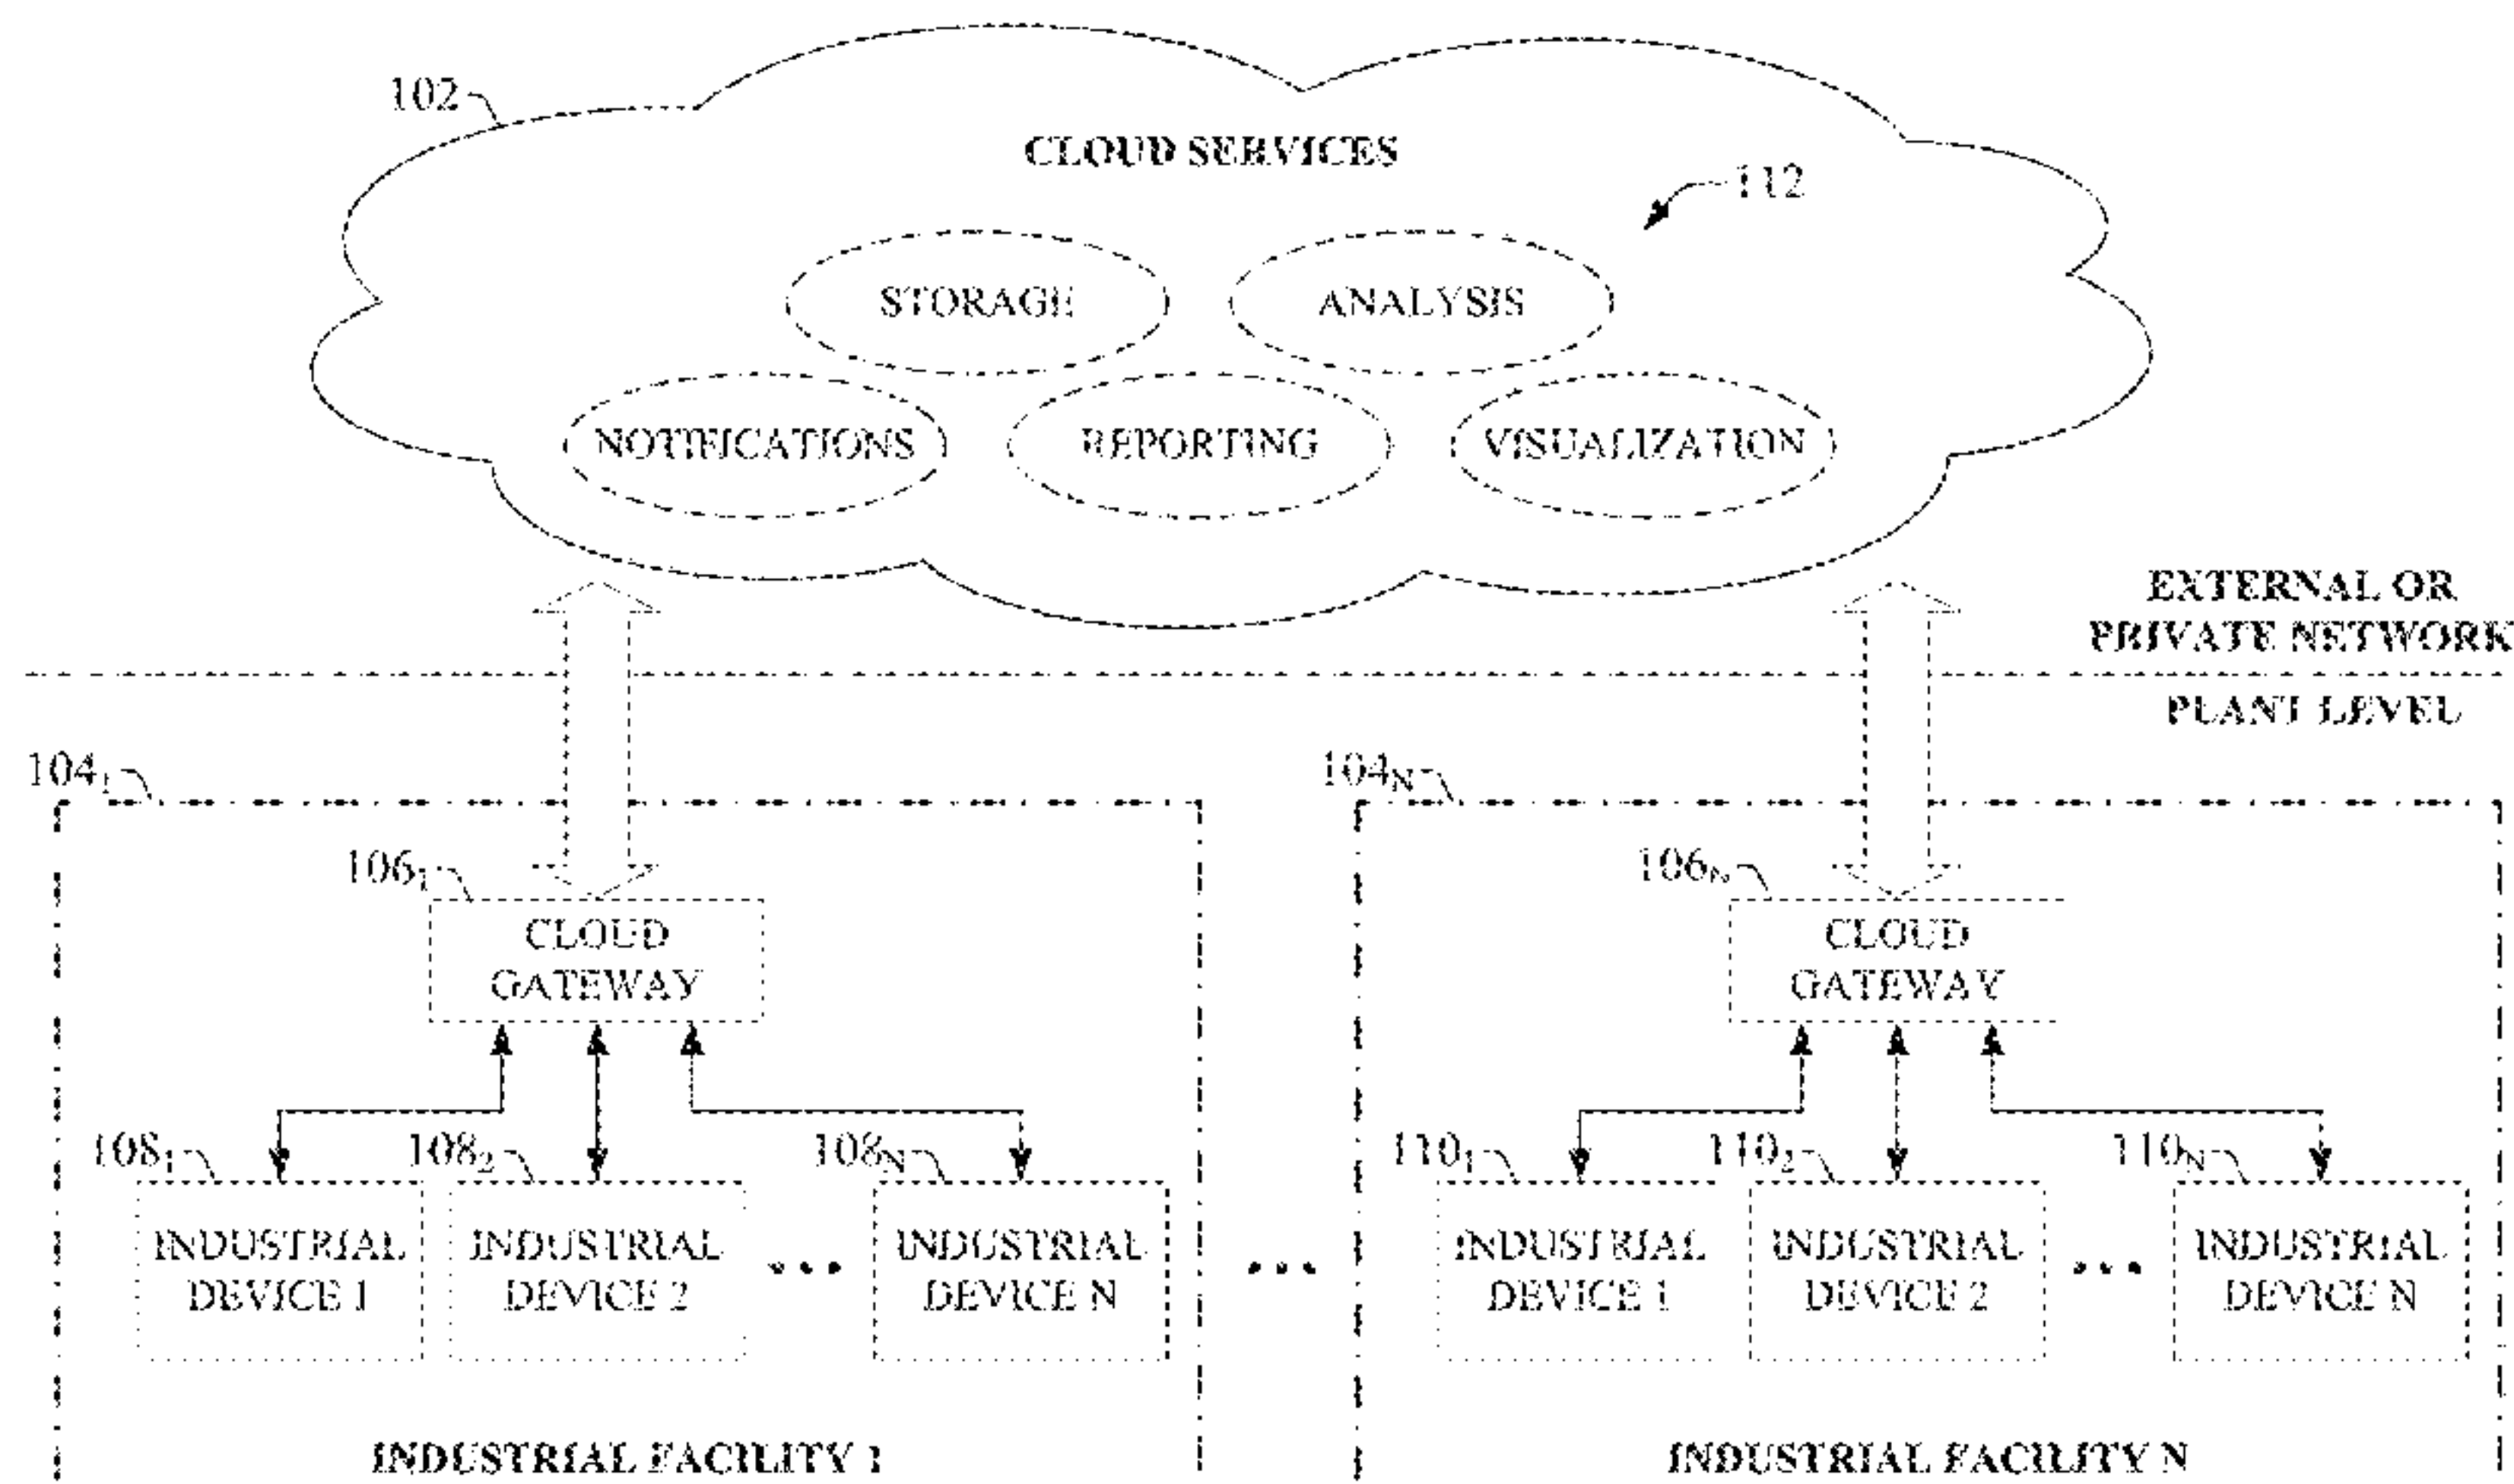 102
CLOUD SERVICES
112
STORAGE
ANALYSIS
NOTIFICATIONS
REPORTING
VISUALIZATION
EXTERNAL OR
PRIVATE NETWORK
PLANT LEVEL
104₁
104N
106₁
106N
CLOUD
GATEWAY
CLOUD
GATEWAY
108₁
108₂
108N
110₁
110₂
110N
INDUSTRIAL
DEVICE 1
INDUSTRIAL
DEVICE 2
•••
INDUSTRIAL
DEVICE N
•••
INDUSTRIAL
DEVICE 1
INDUSTRIAL
DEVICE 2
•••
INDUSTRIAL
DEVICE N
INDUSTRIAL FACILITY 1
INDUSTRIAL FACILITY N